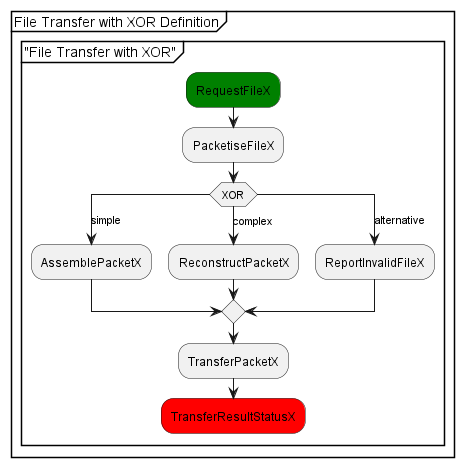 File Transfer with XOR Definition
"File Transfer with XOR"
RequestFileX
PacketiseFileX
XOR
simple
complex
alternative
AssemblePacketX
ReconstructPacketX
ReportInvalidFileX
TransferPacketX
TransferResultStatusX